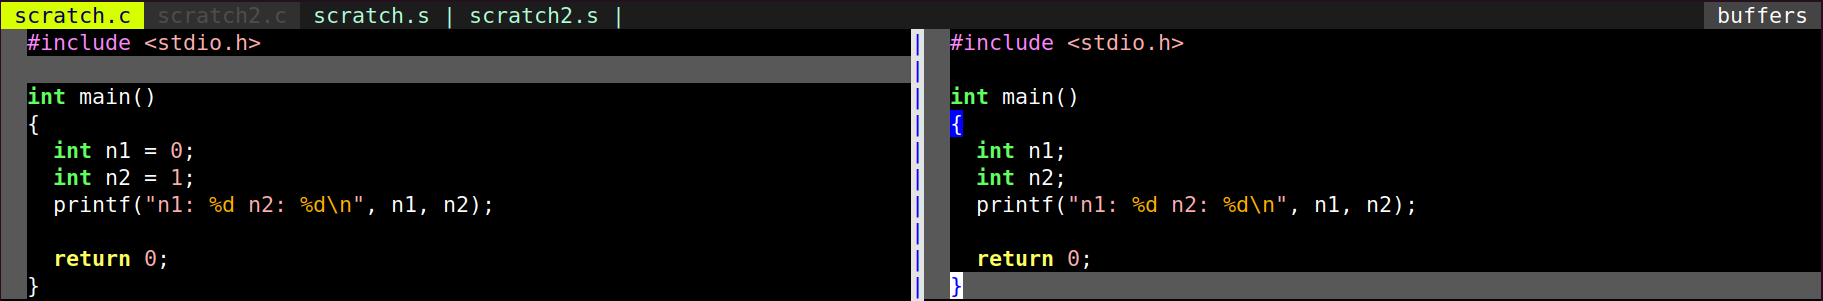 scratch.c scratch2.c scratch.s | scratch2.s | buffers
#include <stdio.h>
int main()
{
  int n1 = 0;
  int n2 = 1;
  printf("n1: %d n2: %d\n", n1, n2);
  return 0;
}
#include <stdio.h>
int main()
{
  int n1;
  int n2;
  printf("n1: %d n2: %d\n", n1, n2);
  return 0;
}